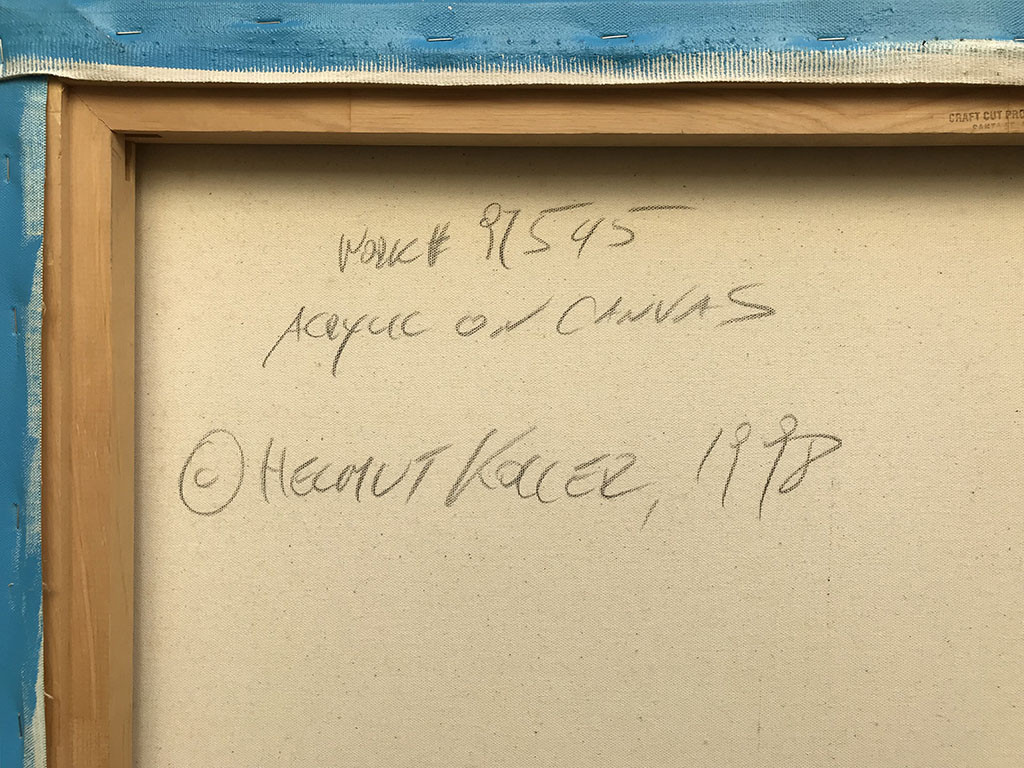 CRAFT CUT PRO
WORK# 97545
ACRYLIC ON CANVAS
© HELMUT KOLLER, 1998